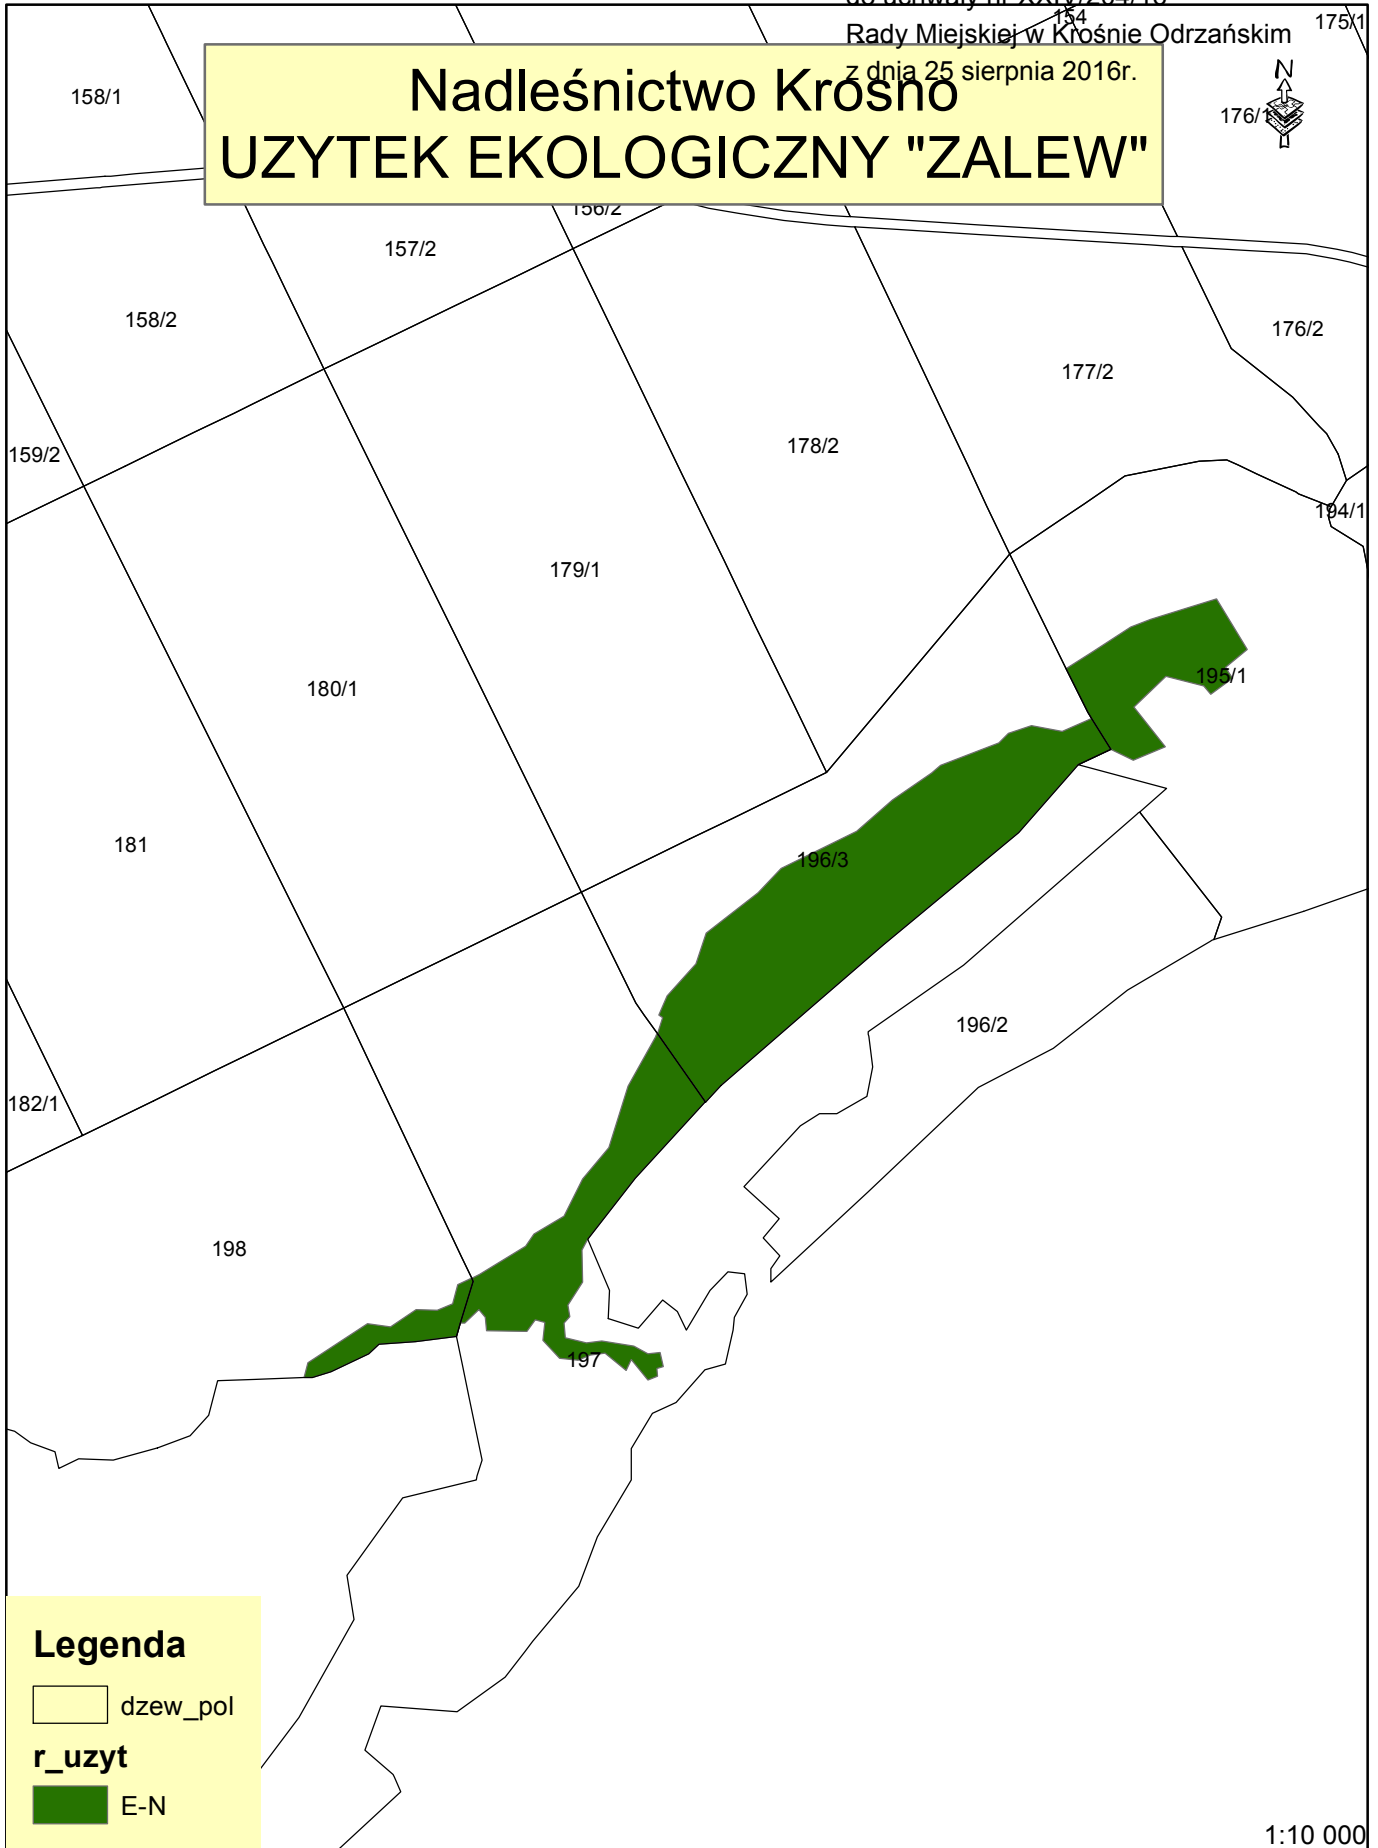 Rady Miejskiej w Krośnie Odrzańskim
z dnia 25 sierpnia 2016r.
Nadleśnictwo Krosno
UZYTEK EKOLOGICZNY "ZALEW"
N
154
175/1
158/1
176/1
156/2
157/2
158/2
176/2
177/2
178/2
159/2
194/1
179/1
195/1
180/1
181
196/3
196/2
182/1
198
197
Legenda
dzew_pol
r_uzyt
E-N
1:10 000